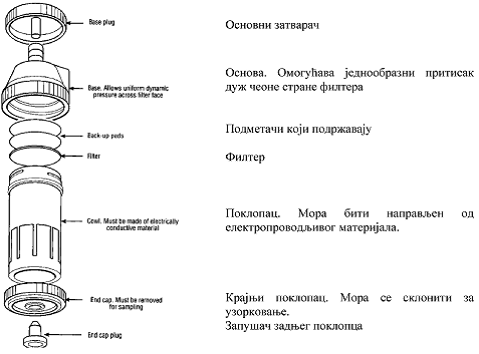 Base plug
Основни затварач
Base. Allows uniform dynamic
pressure across filter face
Основа. Омогућава једнообразни притисак
дуж чеоне стране филтера
Back-up pads
Подметачи који подржавају
Filter
Филтер
Cowl. Must be made of electrically
conductive material
Поклопац. Мора бити направљен од
електропроводљивог материјала.
End cap. Must be removed
for sampling
Крајњи поклопац. Мора се склонити за
узорковање.
End cap plug
Запушач задњег поклопца